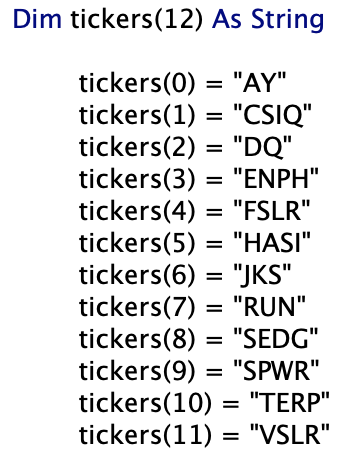 Dim tickers(12) As String
tickers(0) = "AY"
tickers(1) = "CSIQ"
tickers(2) = "DQ"
tickers(3) = "ENPH"
tickers(4) = "FSLR"
tickers(5) = "HASI"
tickers(6) = "JKS"
tickers(7) = "RUN"
tickers(8) = "SEDG"
tickers(9) = "SPWR"
tickers(10) = "TERP"
tickers(11) = "VSLR"